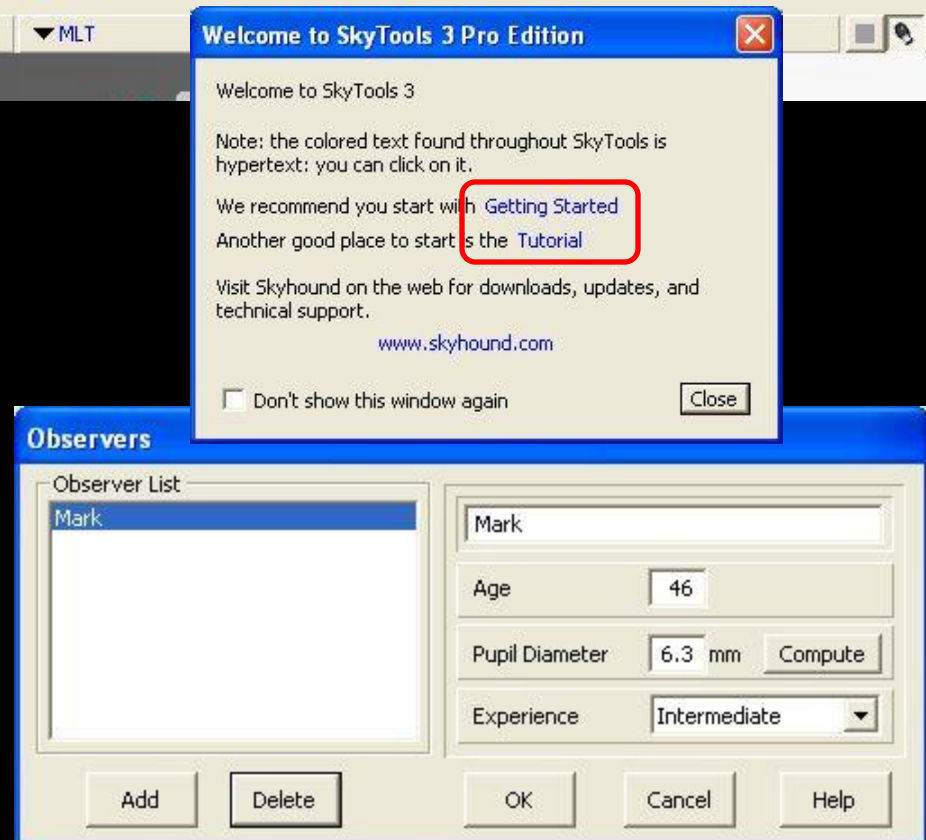 MLT
Welcome to SkyTools 3 Pro Edition
Welcome to SkyTools 3
Note: the colored text found throughout SkyTools is
hypertext: you can click on it.
We recommend you start with Getting Started
Another good place to start is the Tutorial
Visit Skyhound on the web for downloads, updates, and
technical support.
www.skyhound.com
Don't show this window again
Close
Observers
Observer List
Mark
Mark
Age 46
Pupil Diameter 6.3 mm Compute
Experience Intermediate
Add Delete OK Cancel Help